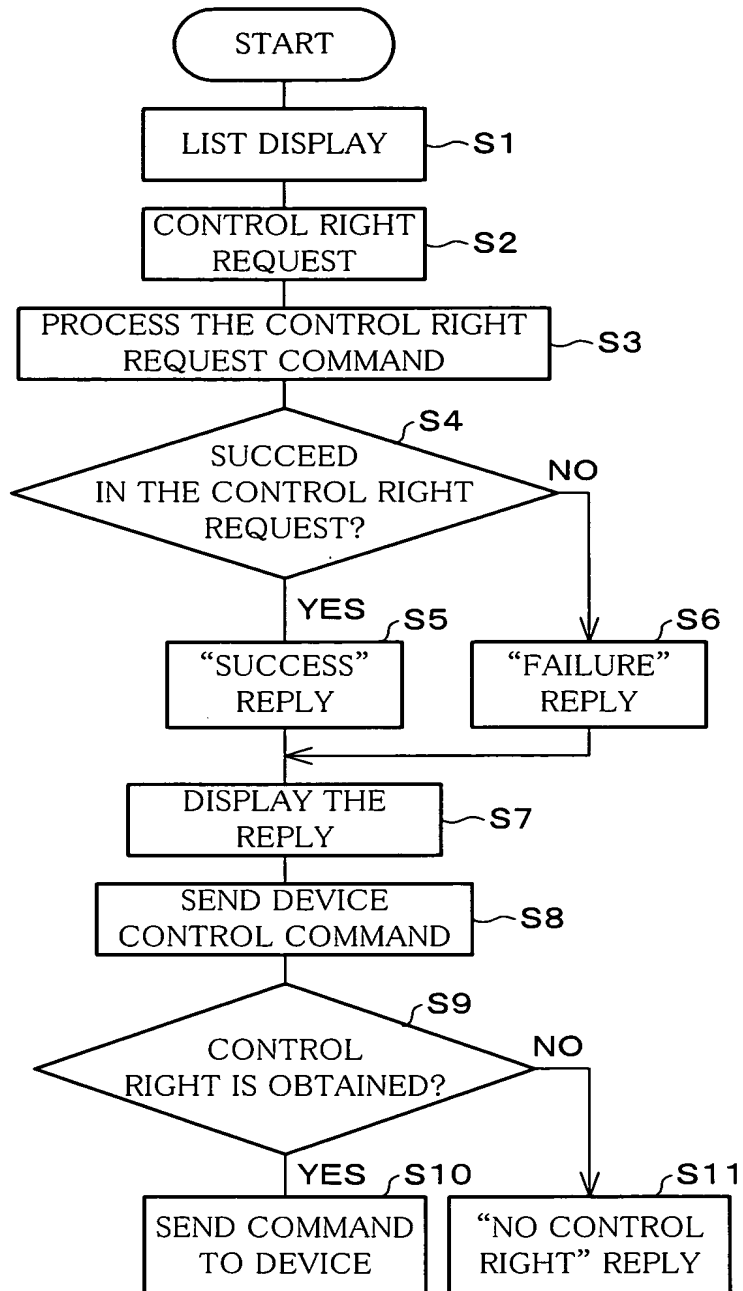 START
LIST DISPLAY
S1
CONTROL RIGHT
REQUEST
S2
PROCESS THE CONTROL RIGHT
REQUEST COMMAND
S3
S4
SUCCEED
IN THE CONTROL RIGHT
REQUEST?
NO
YES
S5
S6
“SUCCESS”
REPLY
“FAILURE”
REPLY
DISPLAY THE
REPLY
S7
SEND DEVICE
CONTROL COMMAND
S8
S9
CONTROL
RIGHT IS OBTAINED?
NO
YES
S10
S11
SEND COMMAND
TO DEVICE
“NO CONTROL
RIGHT” REPLY